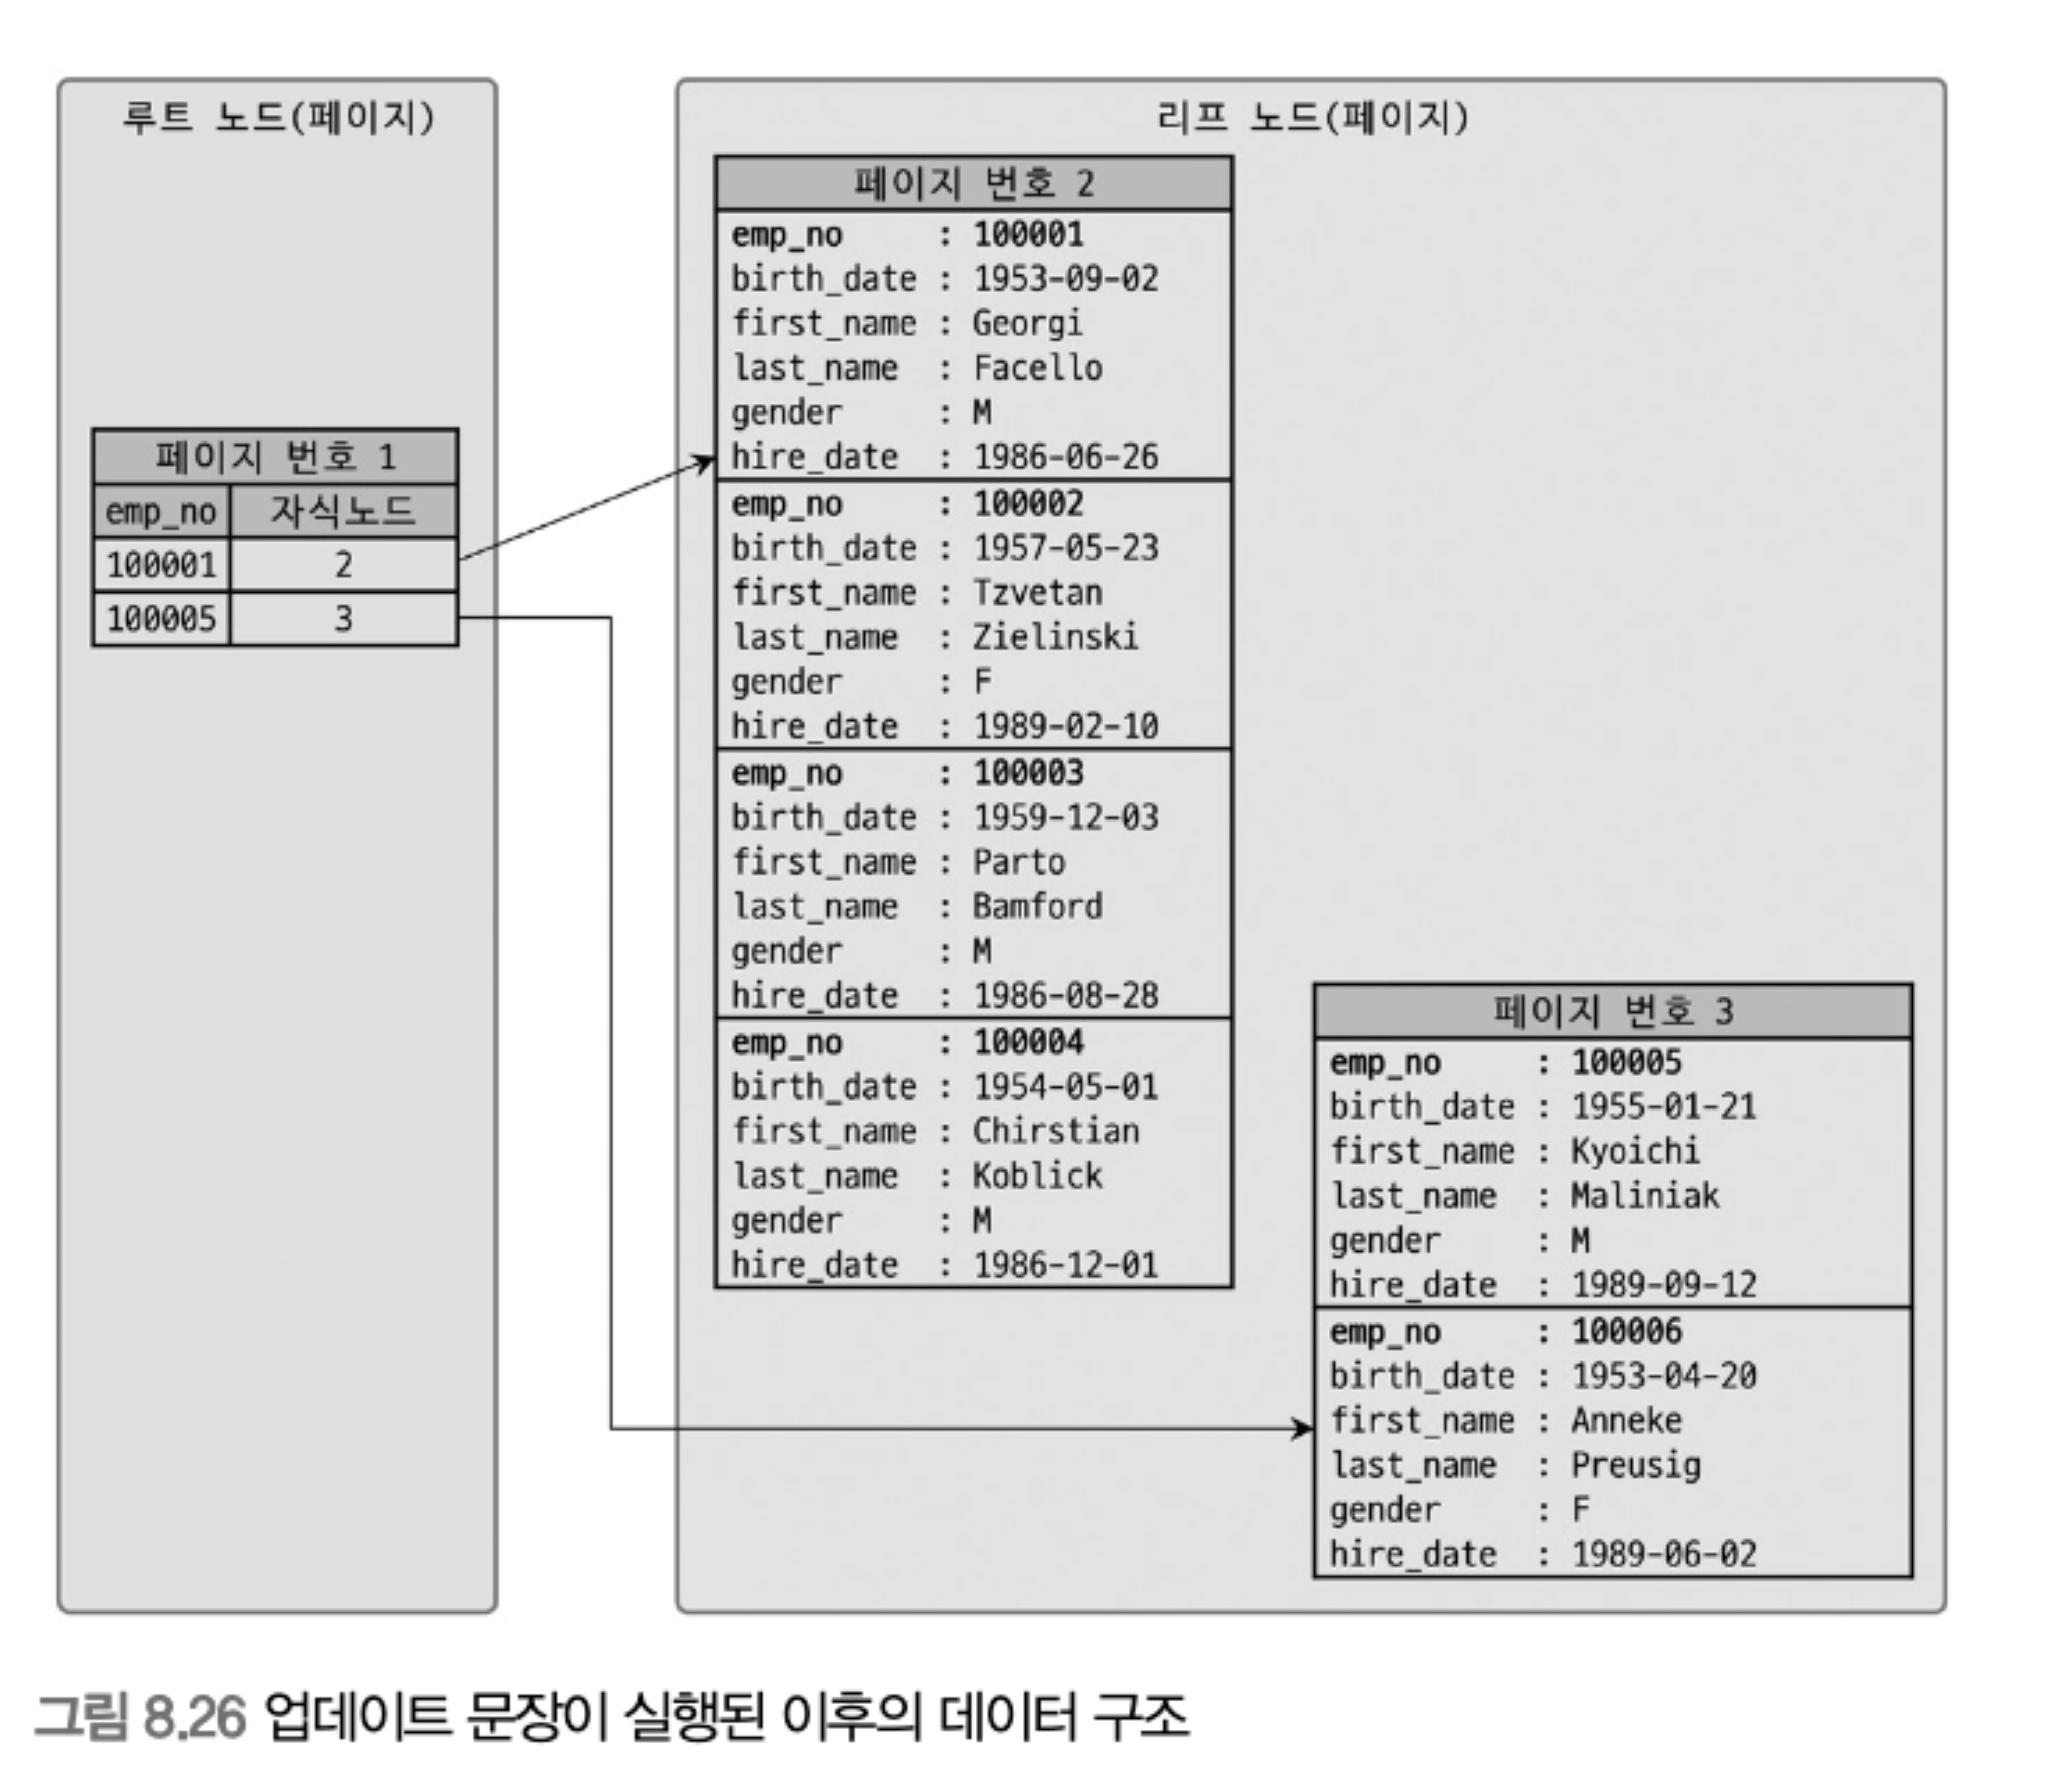 루트 노드(페이지)
페이지 번호 1
emp_no 자식노드
100001 2
100005 3
리프 노드(페이지)
페이지 번호 2
emp_no : 100001
birth_date : 1953-09-02
first_name : Georgi
last_name : Facello
gender : M
hire_date : 1986-06-26
emp_no : 100002
birth_date : 1957-05-23
first_name : Tzvetan
last_name : Zielinski
gender : F
hire_date : 1989-02-10
emp_no : 100003
birth_date : 1959-12-03
first_name : Parto
last_name : Bamford
gender : M
hire_date : 1986-08-28
emp_no : 100004
birth_date : 1954-05-01
first_name : Chirstian
last_name : Koblick
gender : M
hire_date : 1986-12-01
페이지 번호 3
emp_no : 100005
birth_date : 1955-01-21
first_name : Kyoichi
last_name : Maliniak
gender : M
hire_date : 1989-09-12
emp_no : 100006
birth_date : 1953-04-20
first_name : Anneke
last_name : Preusig
gender : F
hire_date : 1989-06-02
그림 8.26 업데이트 문장이 실행된 이후의 데이터 구조